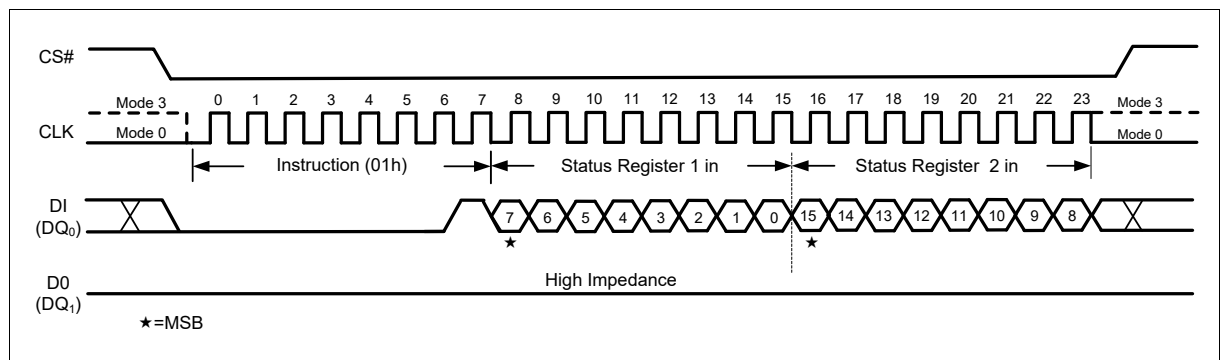 CS#
Mode 3 0 1 2 3 4 5 6 7 8 9 10 11 12 13 14 15 16 17 18 19 20 21 22 23 Mode 3
CLK Mode 0 Mode 0
Instruction (01h) Status Register 1 in Status Register 2 in
DI
(DQ0) 7 6 5 4 3 2 1 0 15 14 13 12 11 10 9 8
★ ★
High Impedance
D0
(DQ1)
★=MSB